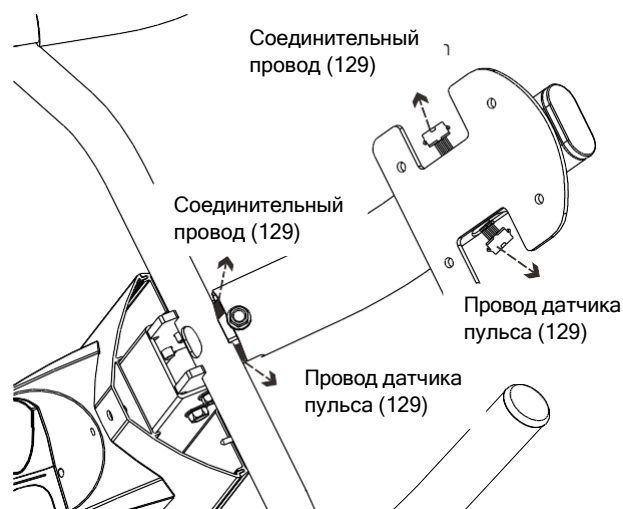 Соединительный
провод (129)
Соединительный
провод (129)
Провод датчика
пульса (129)
Провод датчика
пульса (129)